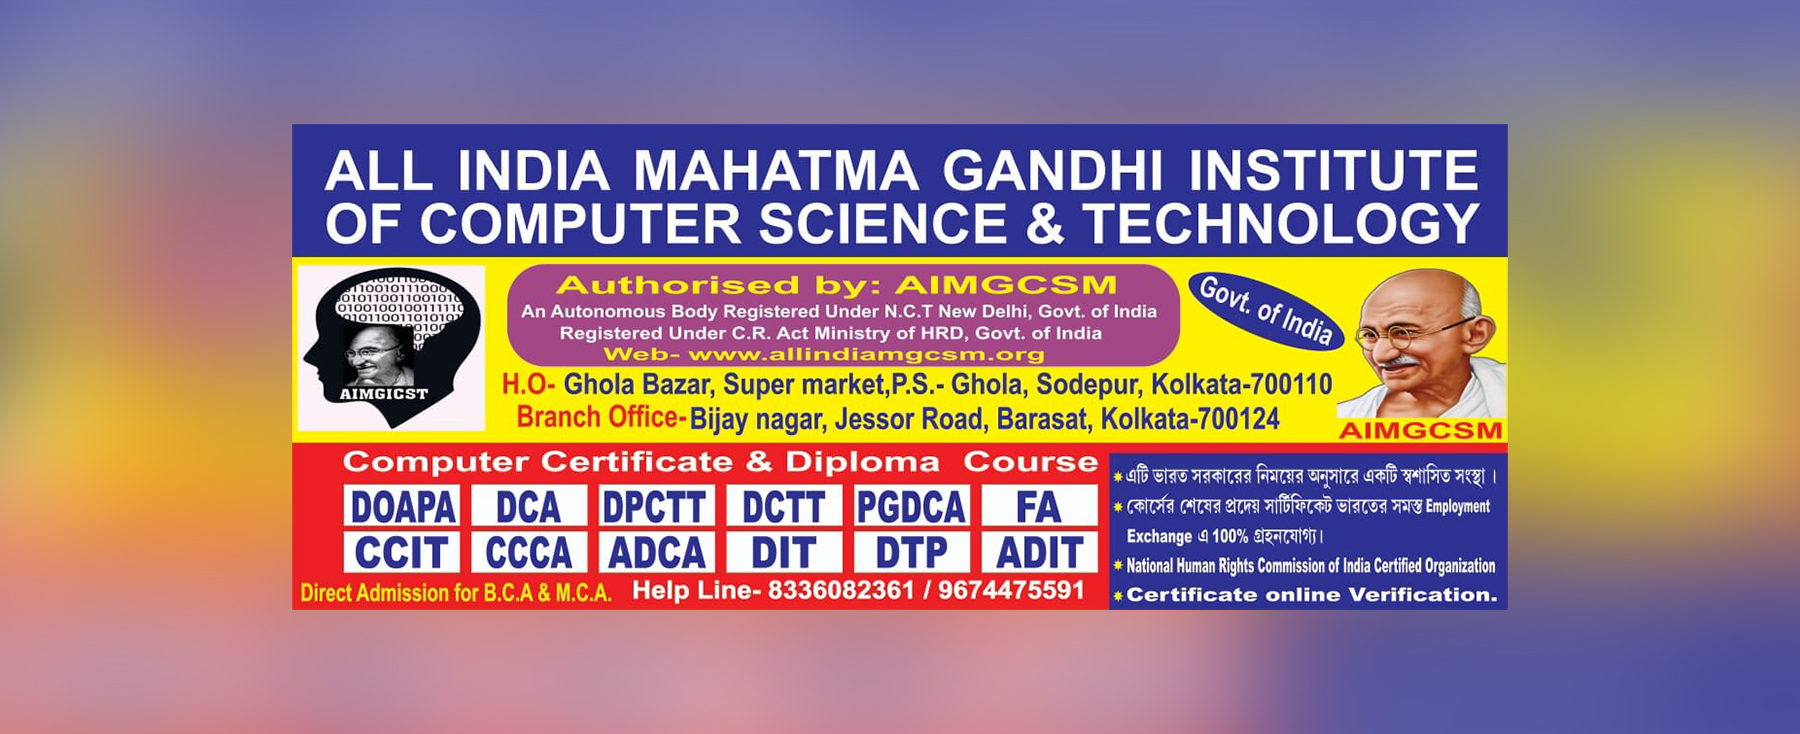 ALL INDIA MAHATMA GANDHI INSTITUTE
OF COMPUTER SCIENCE & TECHNOLOGY
AIMGICST
Authorised by: AIMGCSM
An Autonomous Body Registered Under N.C.T New Delhi, Govt. of India
Registered Under C.R. Act Ministry of HRD, Govt. of India
Web- www.allindiamgcsm.org
Govt. of India
H.O- Ghola Bazar, Super market,P.S.- Ghola, Sodepur, Kolkata-700110
Branch Office-Bijay nagar, Jessor Road, Barasat, Kolkata-700124
AIMGCSM
Computer Certificate & Diploma Course
DOAPA DCA DPCTT DCTT PGDCA FA
CCIT CCCA ADCA DIT DTP ADIT
Direct Admission for B.C.A & M.C.A. Help Line- 8336082361 / 9674475591
এটি ভারত সরকারের নিময়ের অনুসারে একটি স্বশাসিত সংস্থা ।
কোর্সের শেষের প্রদেয় সার্টিফিকেট ভারতের সমস্ত Employment
Exchange এ 100% গ্রহনযোগ্য।
National Human Rights Commission of India Certified Organization
Certificate online Verification.